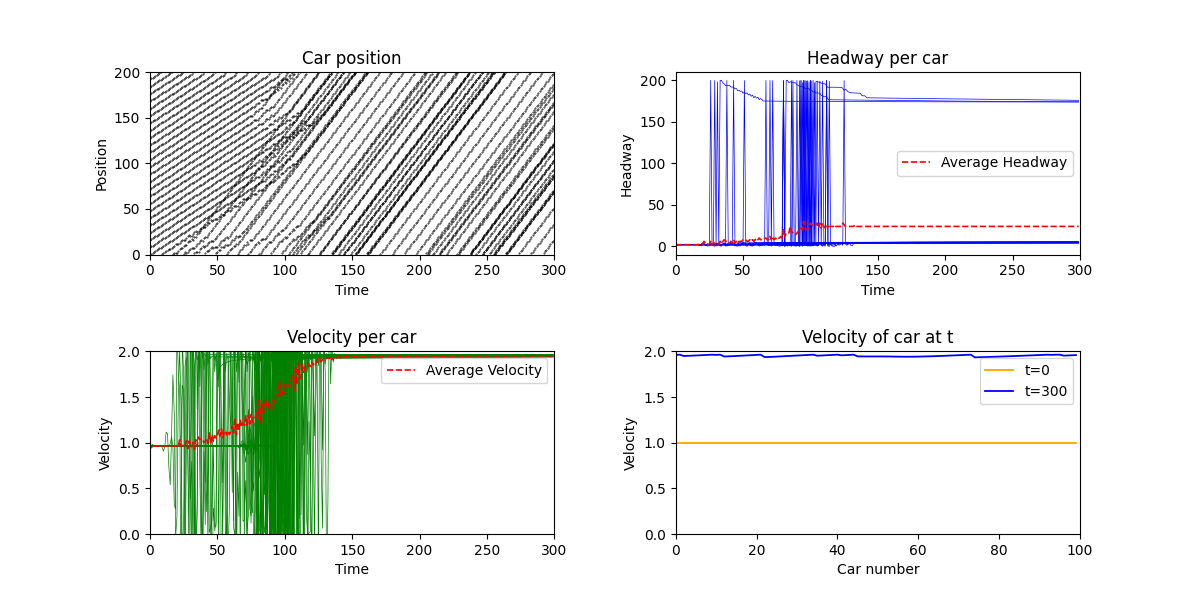 Car position
200
150
100
50
0
Position
0 50 100 150 200 250 300
Time
Headway per car
200
150
100
50
0
Headway
Average Headway
0 50 100 150 200 250 300
Time
Velocity per car
2.0
1.5
1.0
0.5
0.0
Velocity
Average Velocity
0 50 100 150 200 250 300
Time
Velocity of car at t
2.0
1.5
1.0
0.5
0.0
Velocity
t=0
t=300
0 20 40 60 80 100
Car number